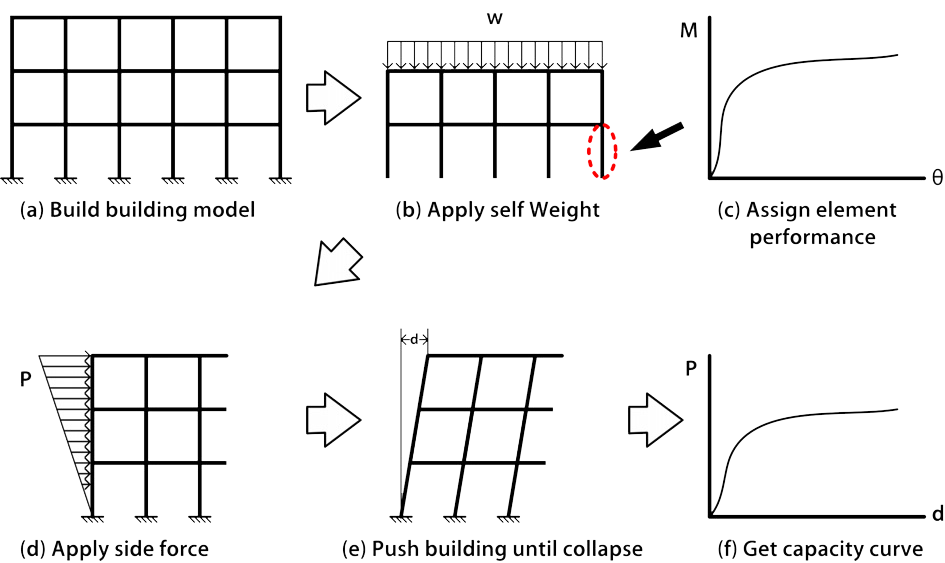 w
M
θ
(a) Build building model
(b) Apply self Weight
(c) Assign element
performance
P
d
P
d
(d) Apply side force
(e) Push building until collapse
(f) Get capacity curve